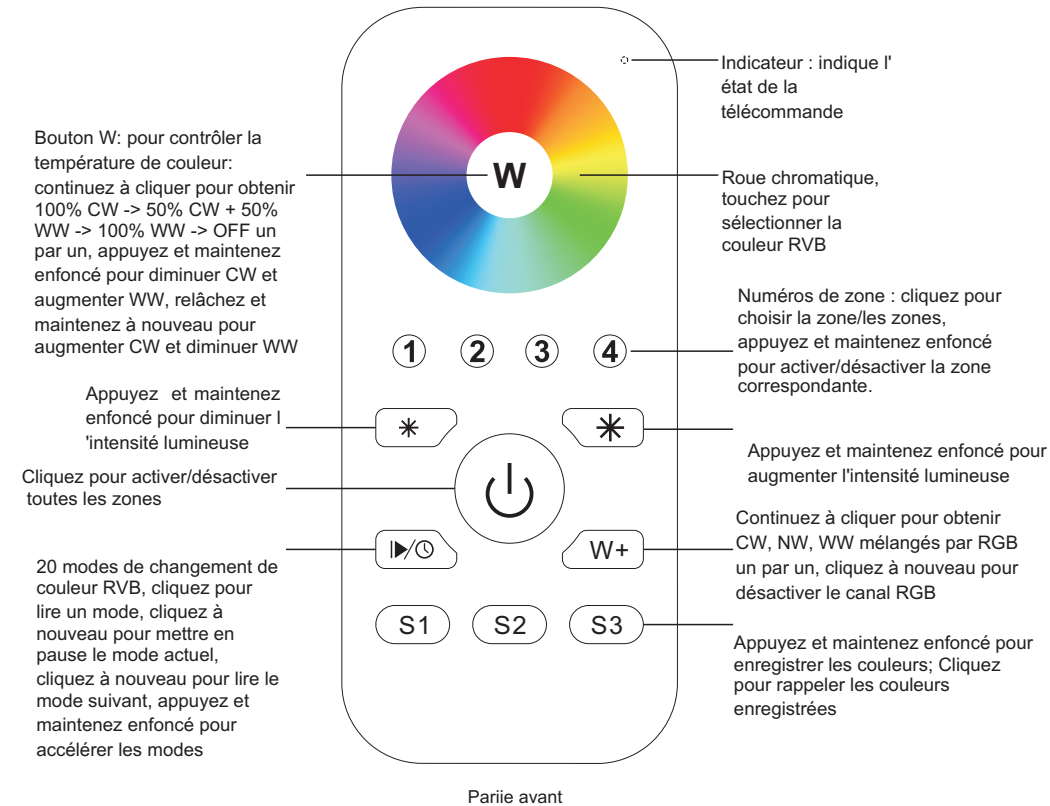 Indicateur : indique l'
état de la
télécommande
Bouton W: pour contrôler la
température de couleur:
continuez à cliquer pour obtenir
100% CW -> 50% CW + 50%
WW -> 100% WW -> OFF un
par un, appuyez et maintenez
enfoncé pour diminuer CW et
augmenter WW, relâchez et
maintenez à nouveau pour
augmenter CW et diminuer WW
W
Roue chromatique,
touchez pour
sélectionner la
couleur RVB
Numéros de zone : cliquez pour
choisir la zone/les zones,
appuyez et maintenez enfoncé
pour activer/désactiver la zone
correspondante.
1 2 3 4
Appuyez et maintenez
enfoncé pour diminuer l
'intensité lumineuse
Appuyez et maintenez enfoncé pour
augmenter l'intensité lumineuse
Cliquez pour activer/désactiver
toutes les zones
Continuez à cliquer pour obtenir
CW, NW, WW mélangés par RGB
un par un, cliquez à nouveau pour
désactiver le canal RGB
W+
20 modes de changement de
couleur RVB, cliquez pour
lire un mode, cliquez à
nouveau pour mettre en
pause le mode actuel,
cliquez à nouveau pour lire le
mode suivant, appuyez et
maintenez enfoncé pour
accélérer les modes
S1 S2 S3
Appuyez et maintenez enfoncé pour
enregistrer les couleurs; Cliquez
pour rappeler les couleurs
enregistrées
Pariie avant